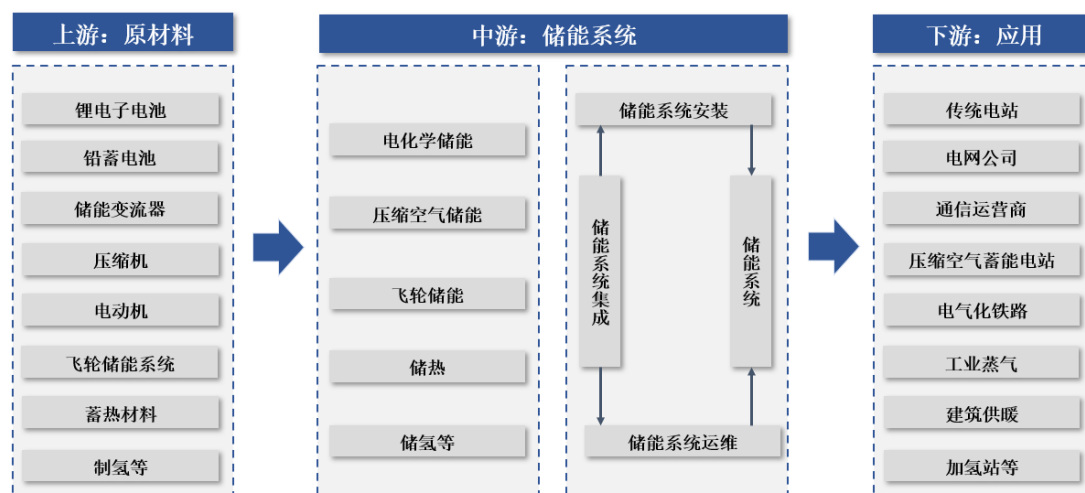 上游：原材料
锂电子电池
铅蓄电池
储能变流器
压缩机
电动机
飞轮储能系统
蓄热材料
制氢等
中游：储能系统
电化学储能
压缩空气储能
飞轮储能
储热
储氢等
储能系统安装
储能系统集成
储能系统
储能系统运维
下游：应用
传统电站
电网公司
通信运营商
压缩空气蓄能电站
电气化铁路
工业蒸气
建筑供暖
加氢站等